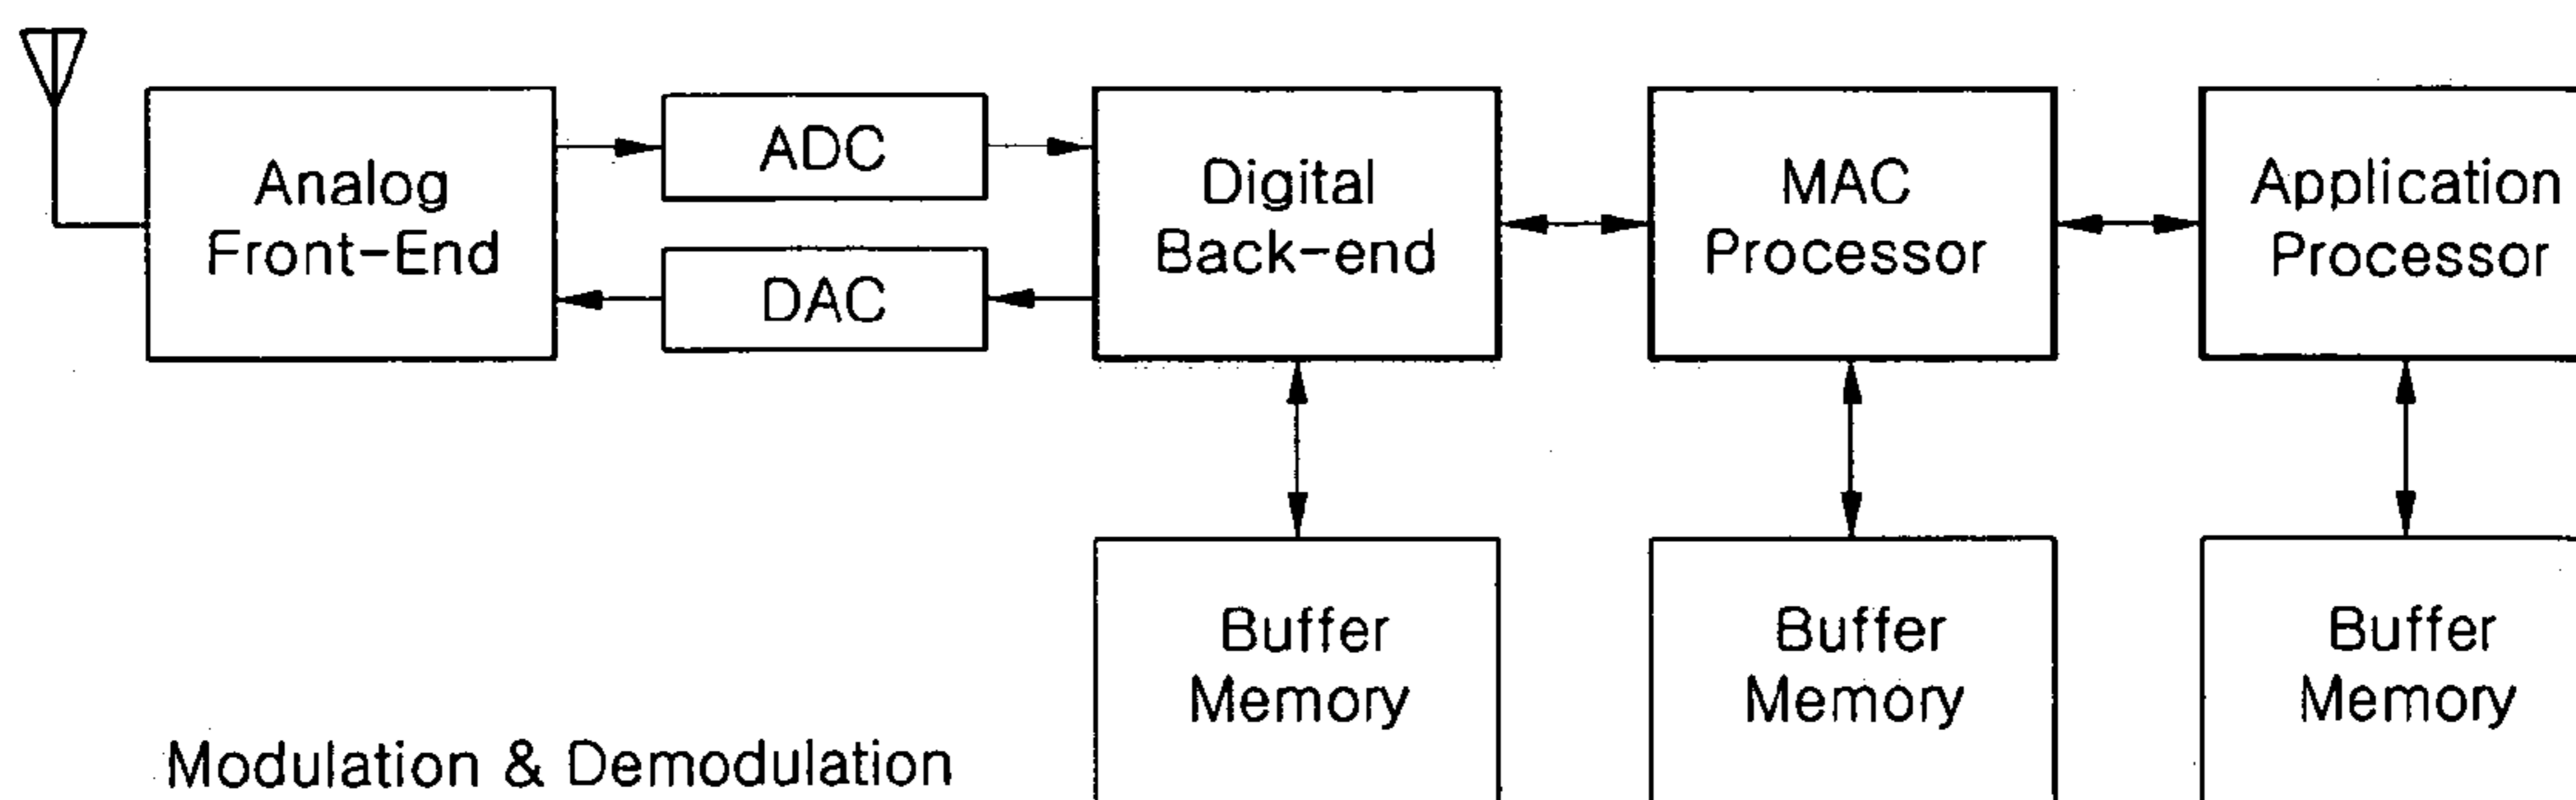 Analog
Front-End
ADC
DAC
Digital
Back-end
MAC
Processor
Application
Processor
Buffer
Memory
Buffer
Memory
Buffer
Memory
Modulation & Demodulation